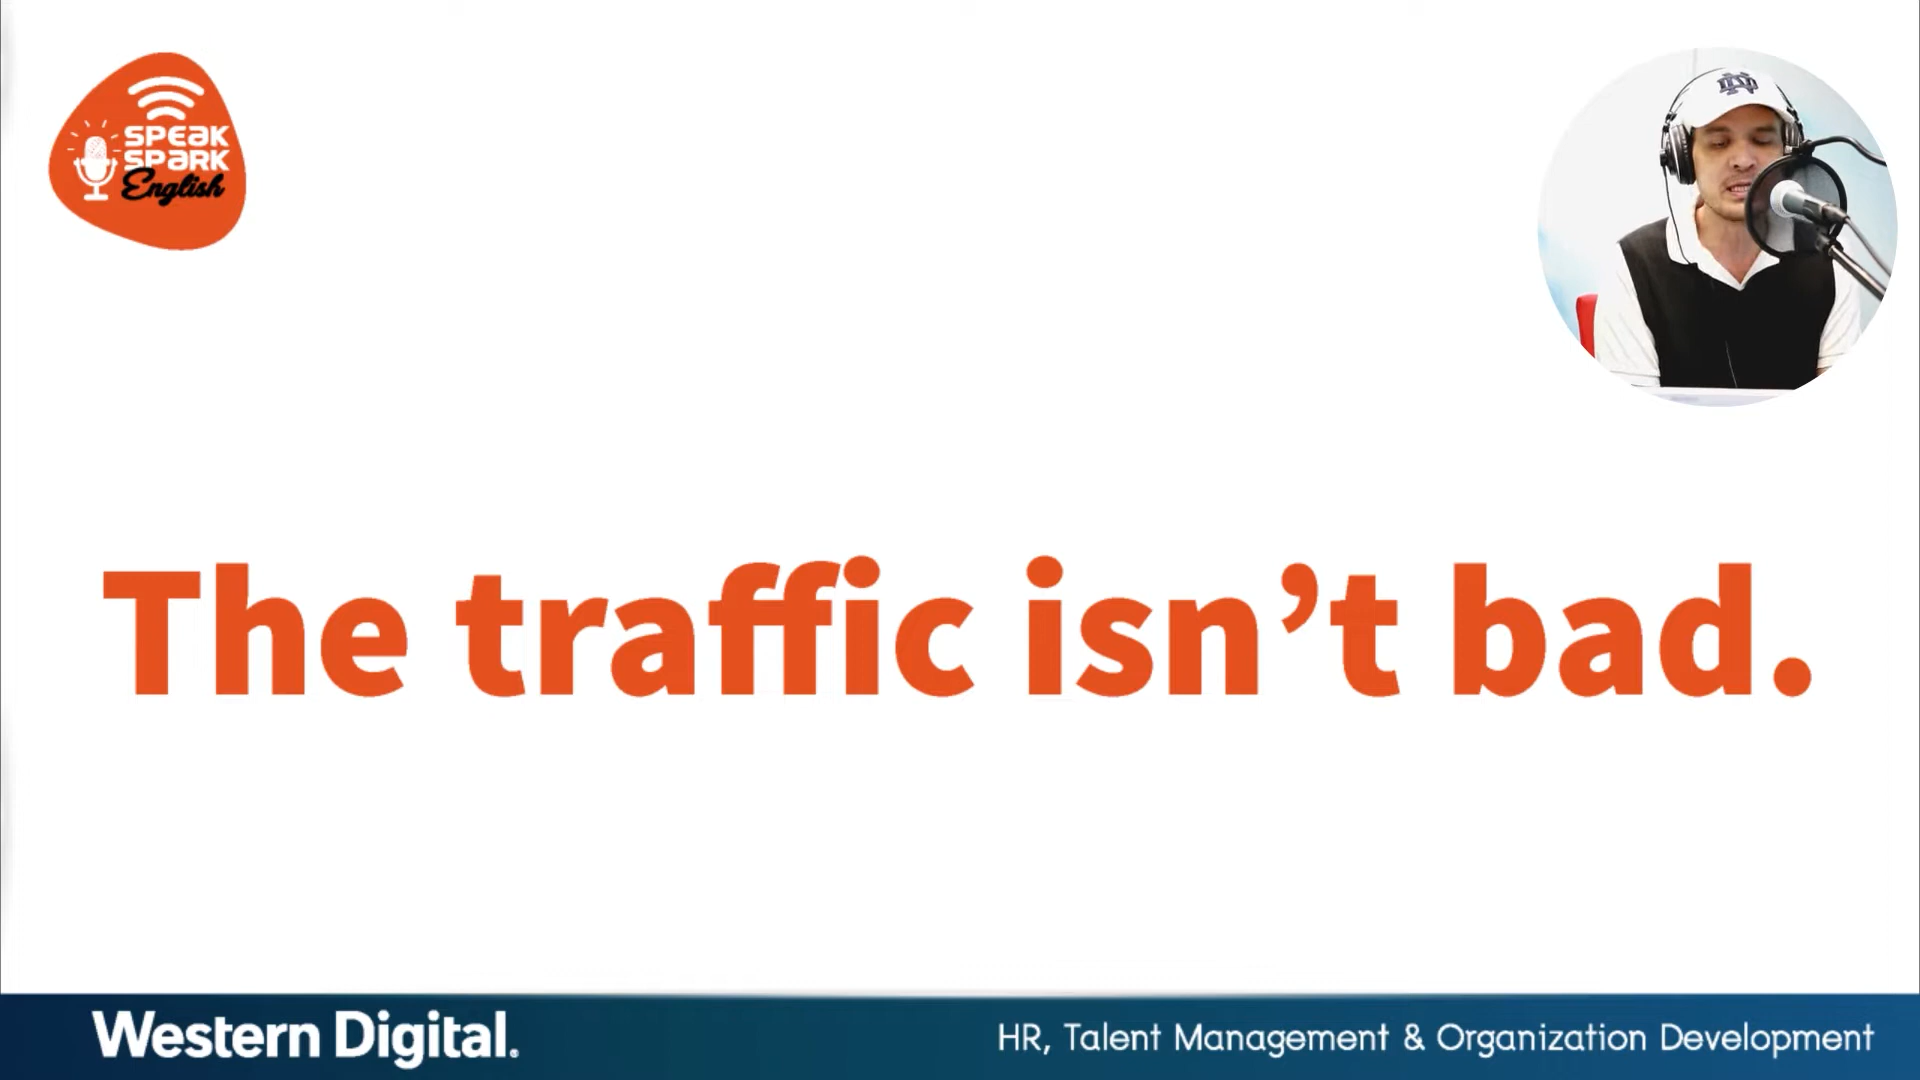 SPEAK
SPARK
English
The traffic isn’t bad.
Western Digital.
HR, Talent Management & Organization Development